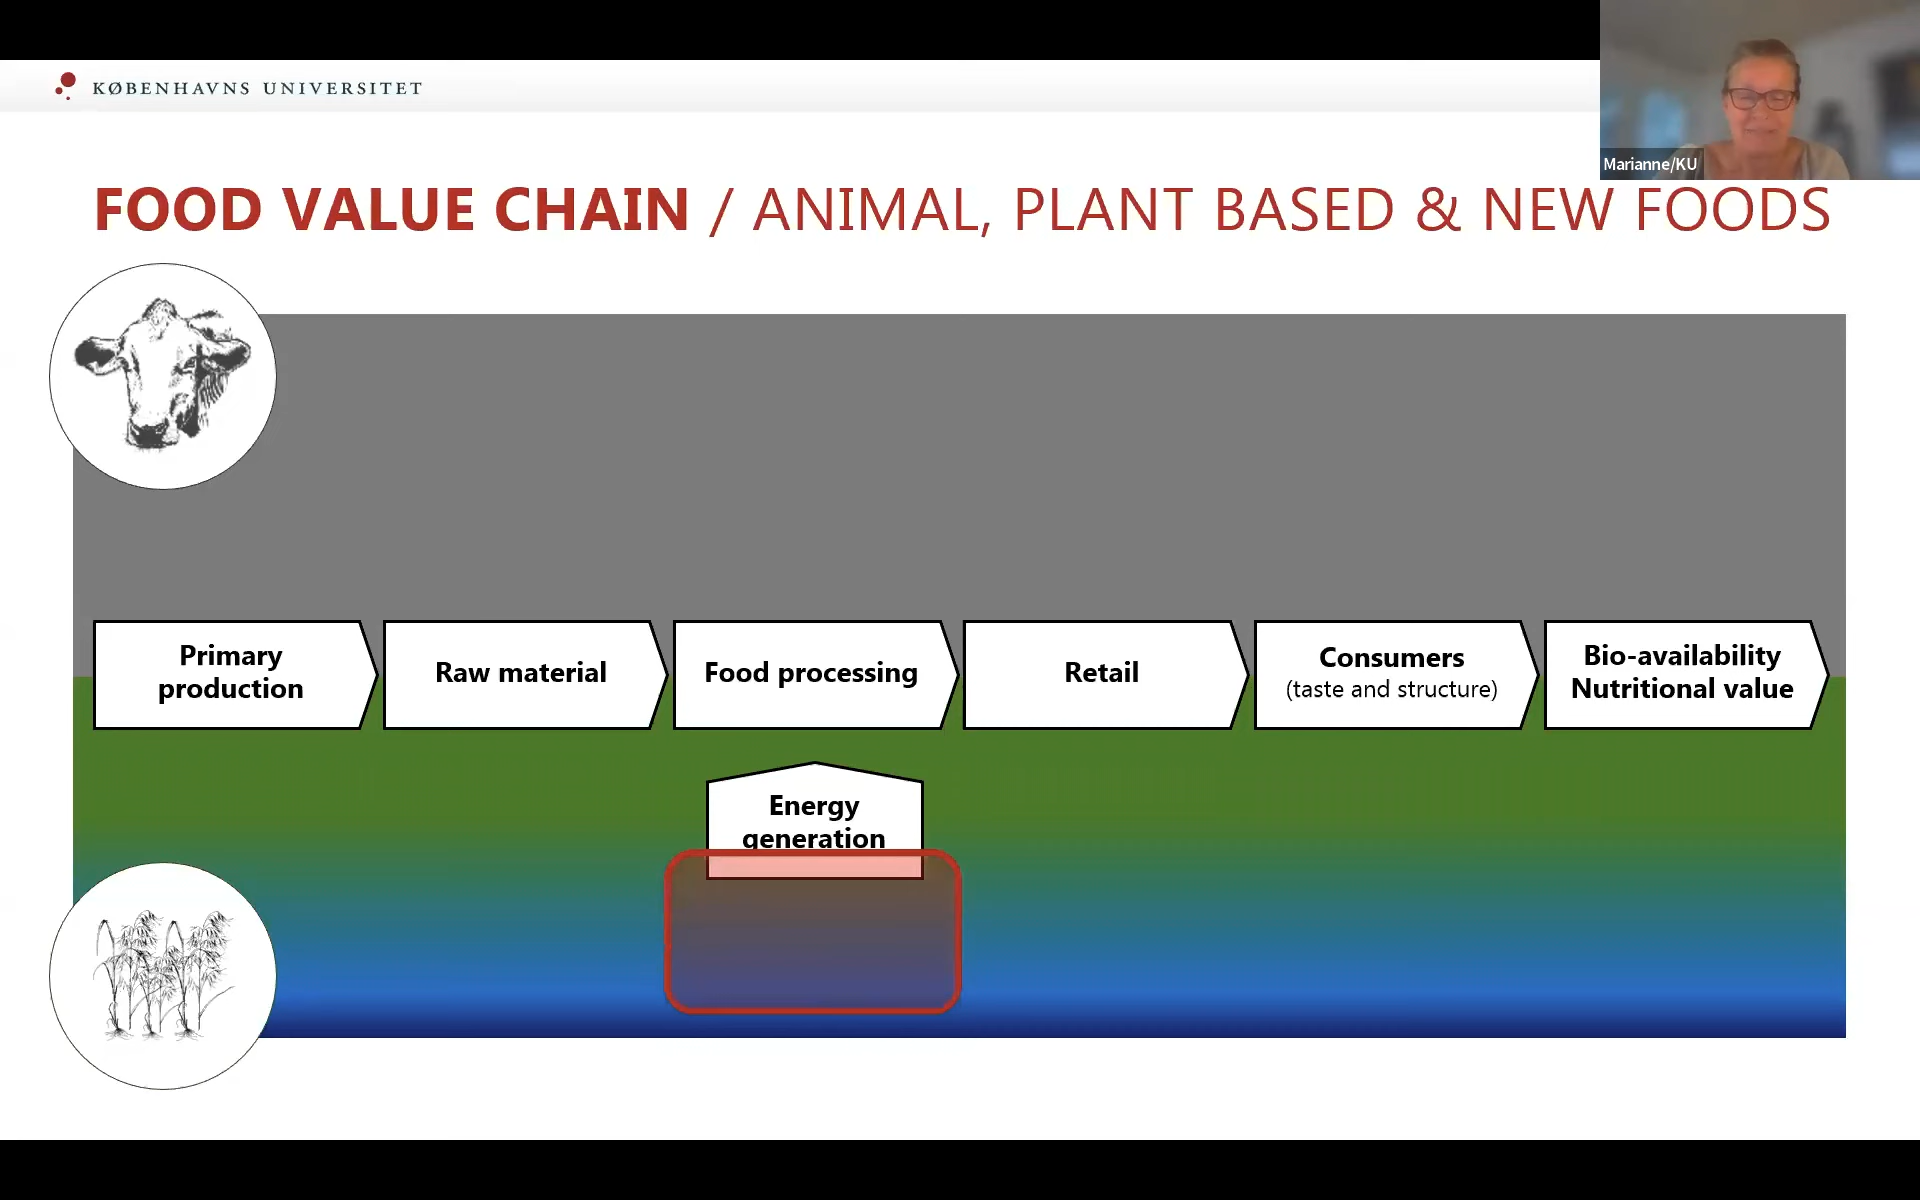 KØBENHAVNS UNIVERSITET
Marianne/KU
FOOD VALUE CHAIN / ANIMAL, PLANT BASED & NEW FOODS
Primary
production
Raw material
Food processing
Retail
Consumers
(taste and structure)
Bio-availability
Nutritional value
Energy
generation